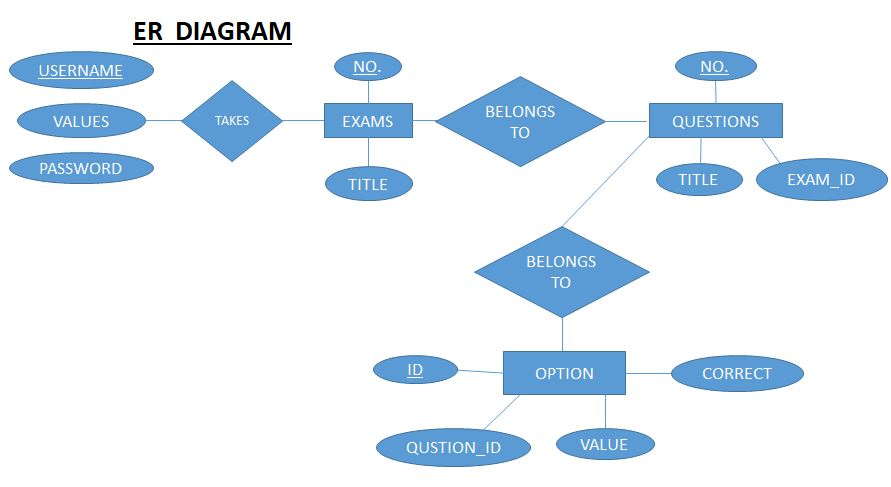 ER DIAGRAM
USERNAME
NO.
NO.
VALUES
TAKES
EXAMS
BELONGS
TO
QUESTIONS
PASSWORD
TITLE
TITLE
EXAM_ID
BELONGS
TO
ID
OPTION
CORRECT
QUSTION_ID
VALUE